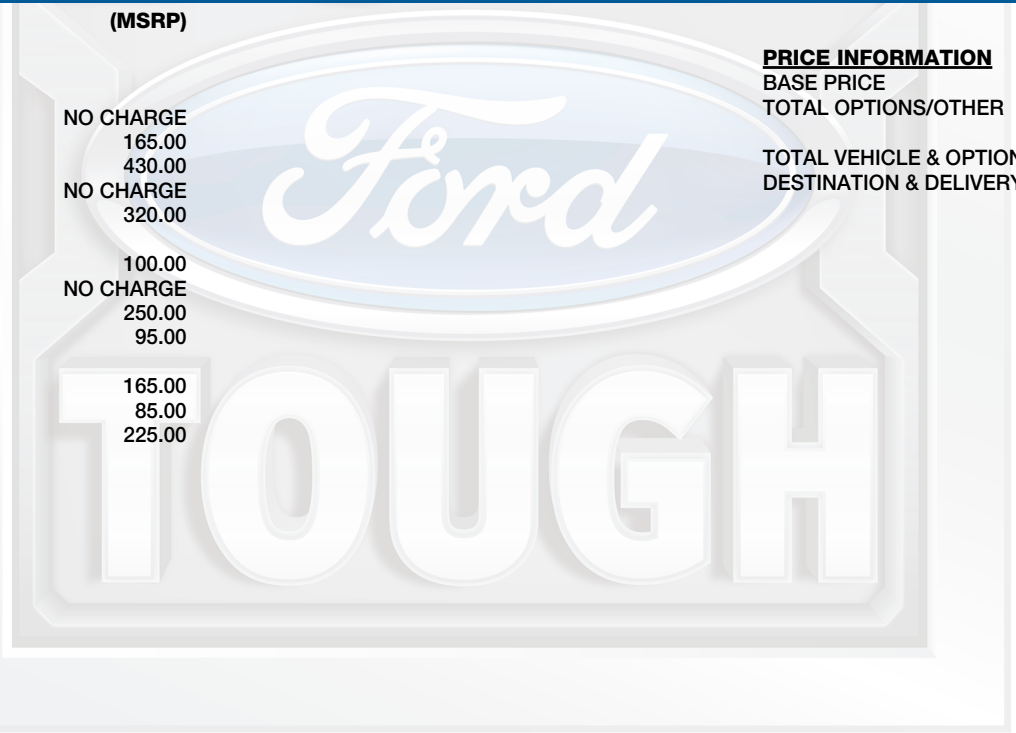 (MSRP)
NO CHARGE
165.00
430.00
NO CHARGE
320.00
100.00
NO CHARGE
250.00
95.00
165.00
85.00
225.00
PRICE INFORMATION
BASE PRICE
TOTAL OPTIONS/OTHER
TOTAL VEHICLE & OPTION
DESTINATION & DELIVERY
Ford
TOUGH